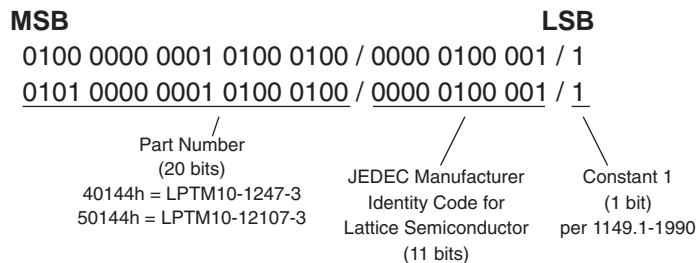 MSB LSB
0100 0000 0001 0100 0100 / 0000 0100 001 / 1
0101 0000 0001 0100 0100 / 0000 0100 001 / 1
Part Number
(20 bits)
40144h = LPTM10-1247-3
50144h = LPTM10-12107-3
JEDEC Manufacturer
Identity Code for
Lattice Semiconductor
(11 bits)
Constant 1
(1 bit)
per 1149.1-1990